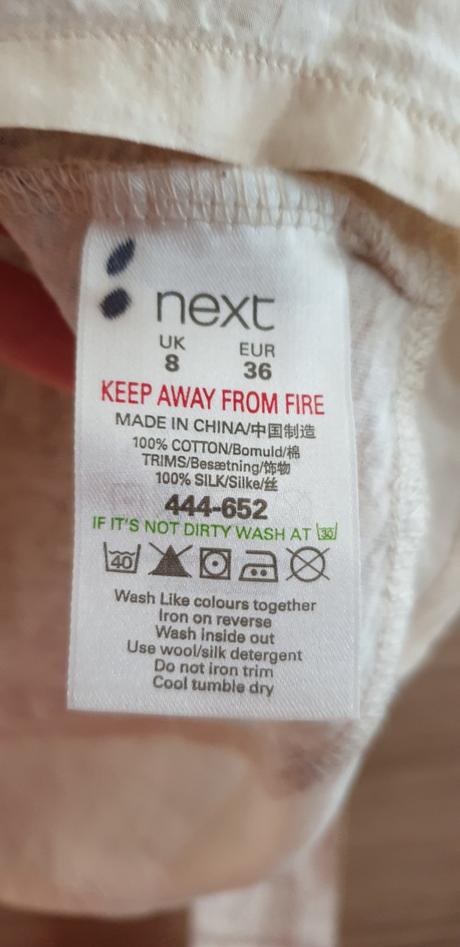 next
UK EUR
8 36
KEEP AWAY FROM FIRE
MADE IN CHINA/中国制造
100% COTTON/Bomuld/棉
TRIMS/Besætning/饰物
100% SILK/Silke/丝
444-652
IF IT'S NOT DIRTY WASH AT 30
40
Wash Like colours together
Iron on reverse
Wash inside out
Use wool/silk detergent
Do not iron trim
Cool tumble dry